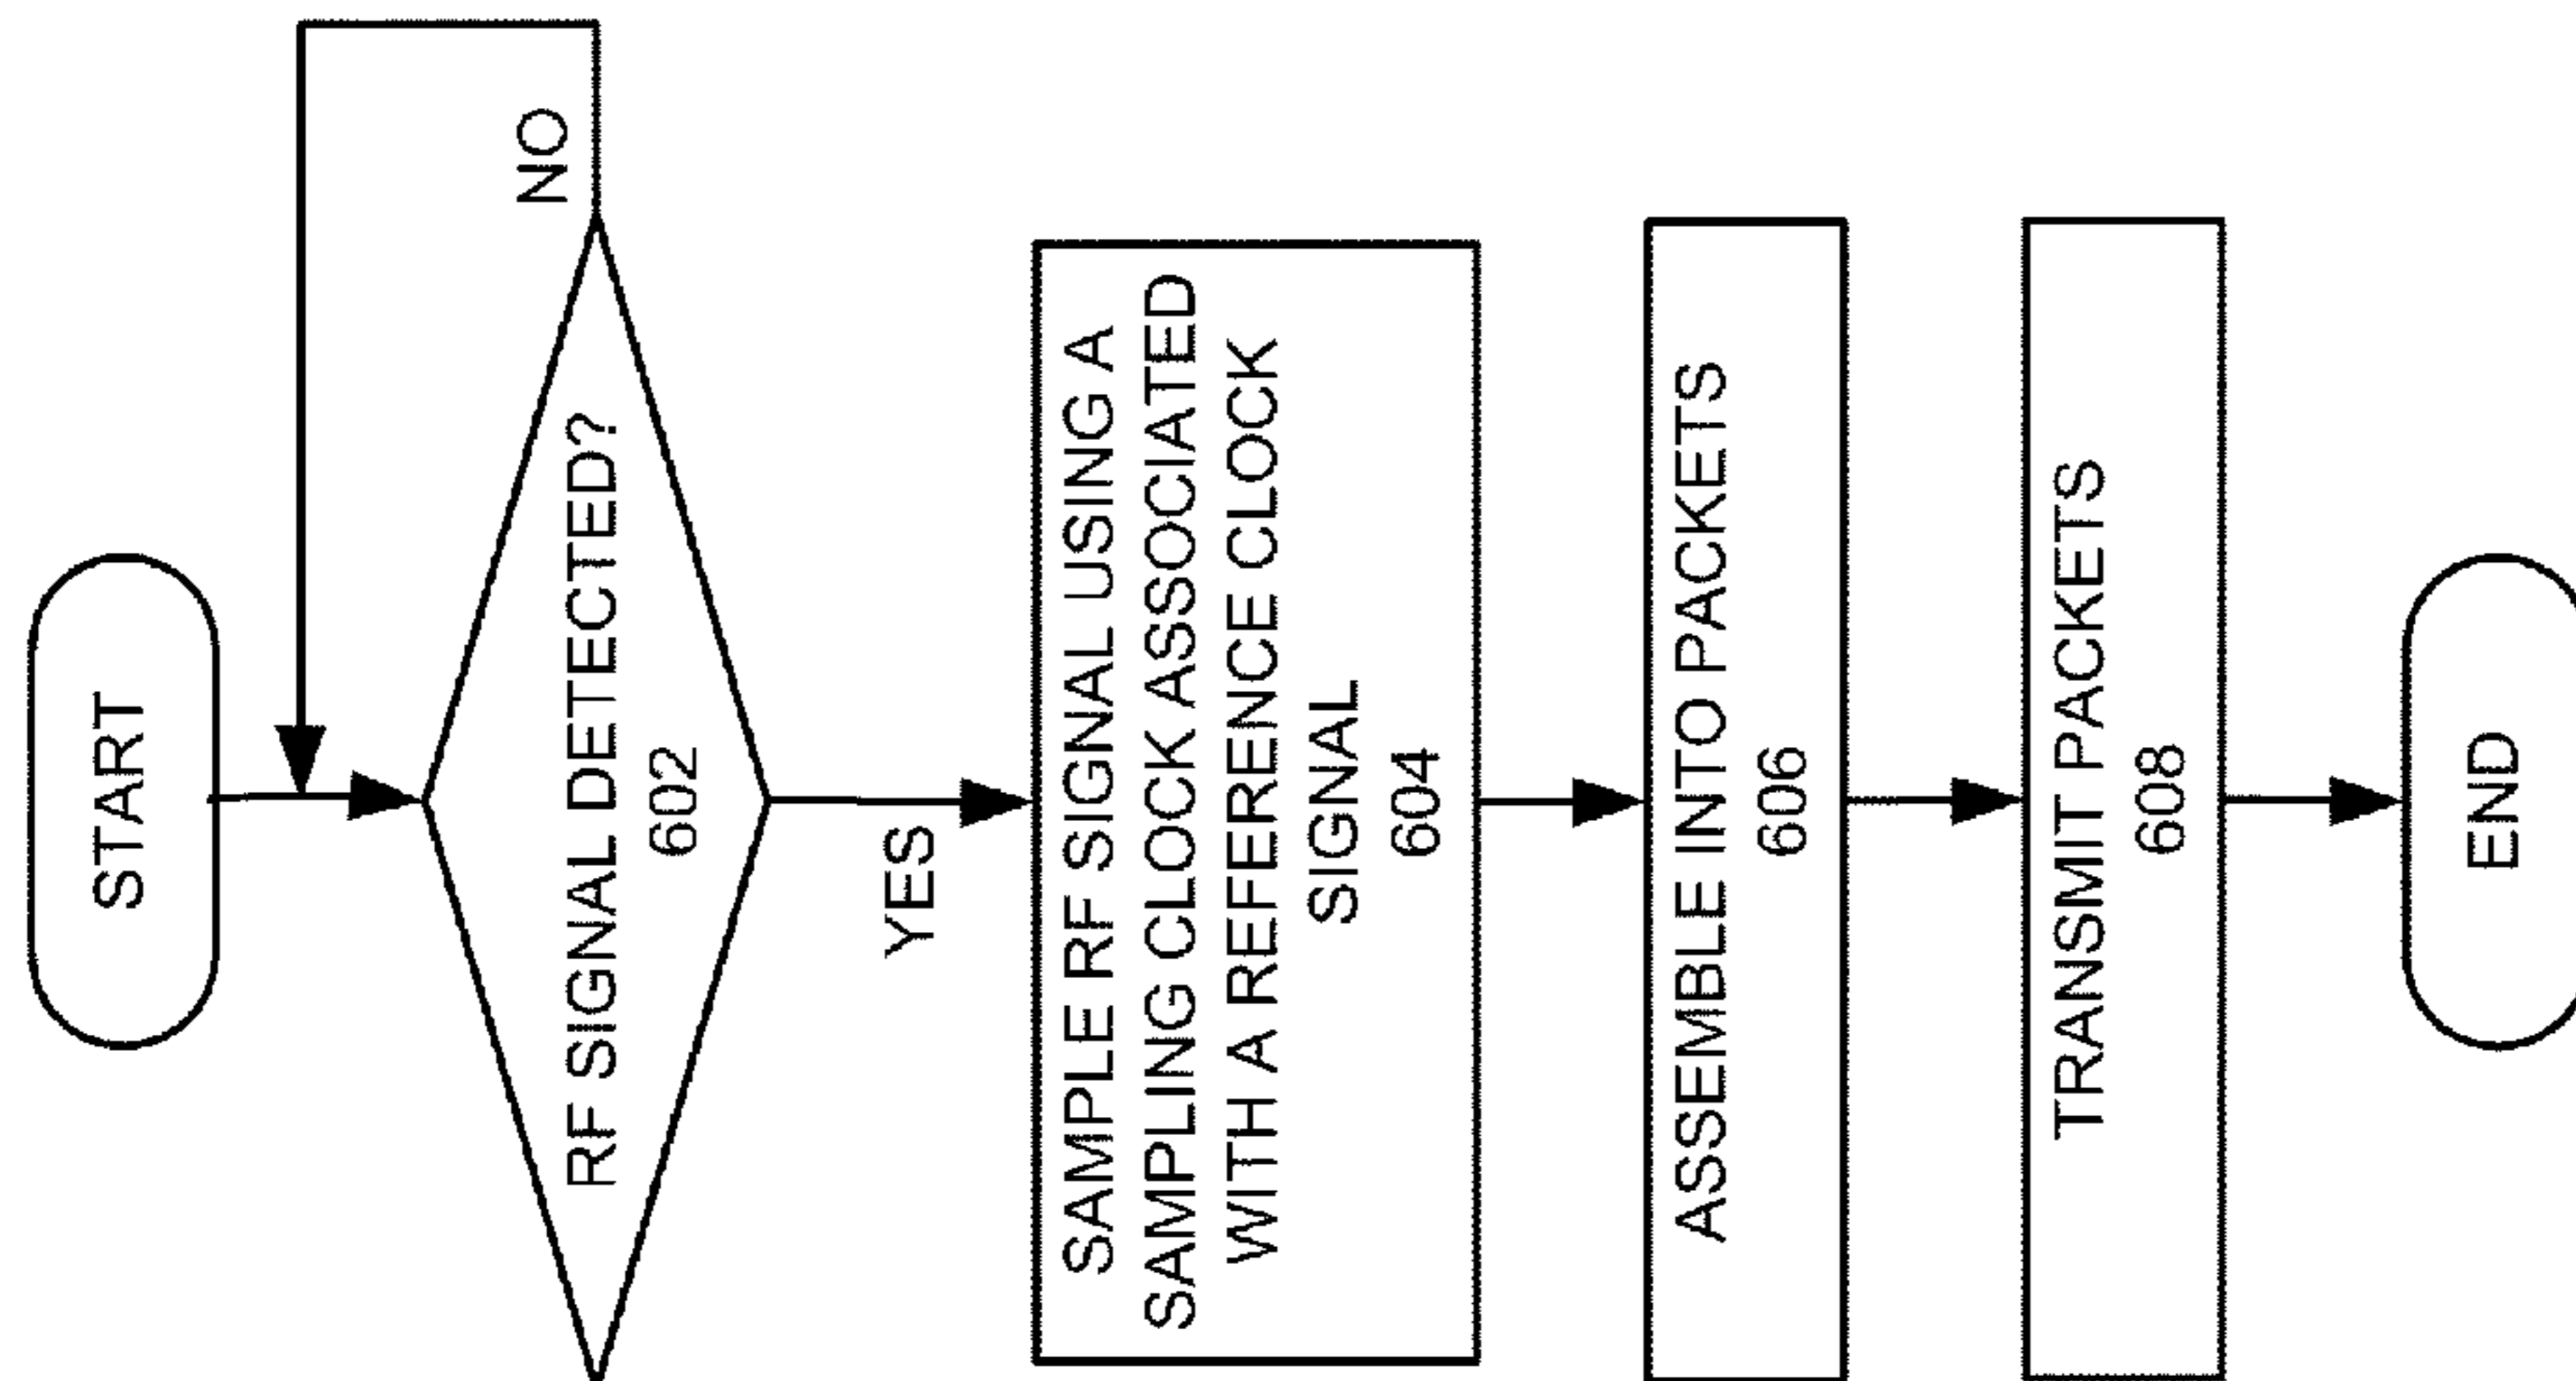 START
NO
RF SIGNAL DETECTED?
602
YES
SAMPLE RF SIGNAL USING A
SAMPLING CLOCK ASSOCIATED
WITH A REFERENCE CLOCK
SIGNAL
604
ASSEMBLE INTO PACKETS
606
TRANSMIT PACKETS
608
END